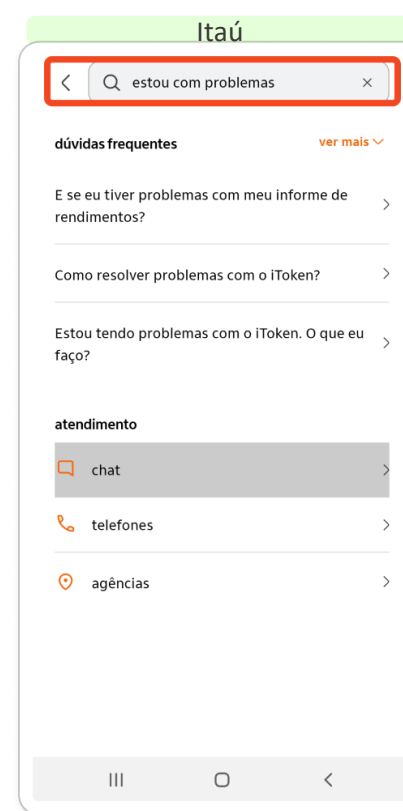 Itaú
estou com problemas
dúvidas frequentes
ver mais
E se eu tiver problemas com meu informe de
rendimentos?
Como resolver problemas com o iToken?
Estou tendo problemas com o iToken. O que eu
faço?
atendimento
chat
telefones
agências